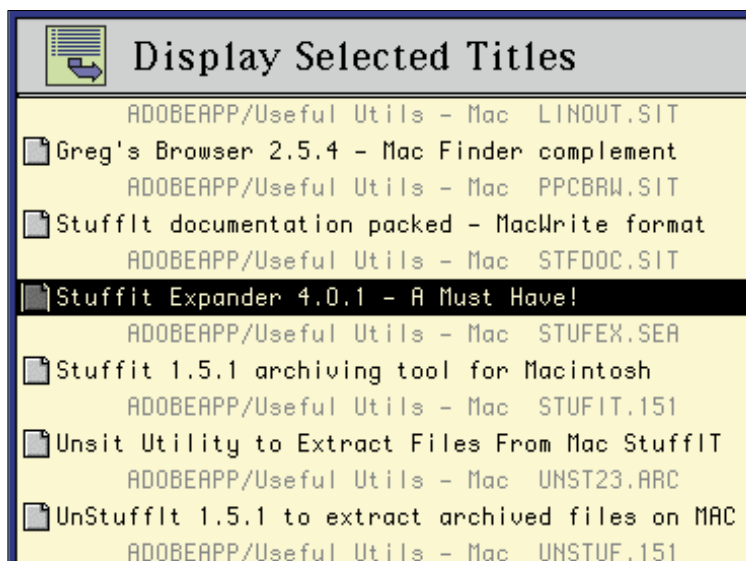 Display Selected Titles
ADOBEAPP/Useful Utils - Mac LINOUT.SIT
Greg's Browser 2.5.4 - Mac Finder complement
ADOBEAPP/Useful Utils - Mac PPCBRW.SIT
StuffIt documentation packed - MacWrite format
ADOBEAPP/Useful Utils - Mac STFDOC.SIT
Stuffit Expander 4.0.1 - A Must Have!
ADOBEAPP/Useful Utils - Mac STUFEX.SEA
Stuffit 1.5.1 archiving tool for Macintosh
ADOBEAPP/Useful Utils - Mac STUFIT.151
Unsit Utility to Extract Files From Mac StuffIT
ADOBEAPP/Useful Utils - Mac UNST23.ARC
UnStuffIt 1.5.1 to extract archived files on MAC
ADOBEAPP/Useful Utils - Mac UNSTUF.151